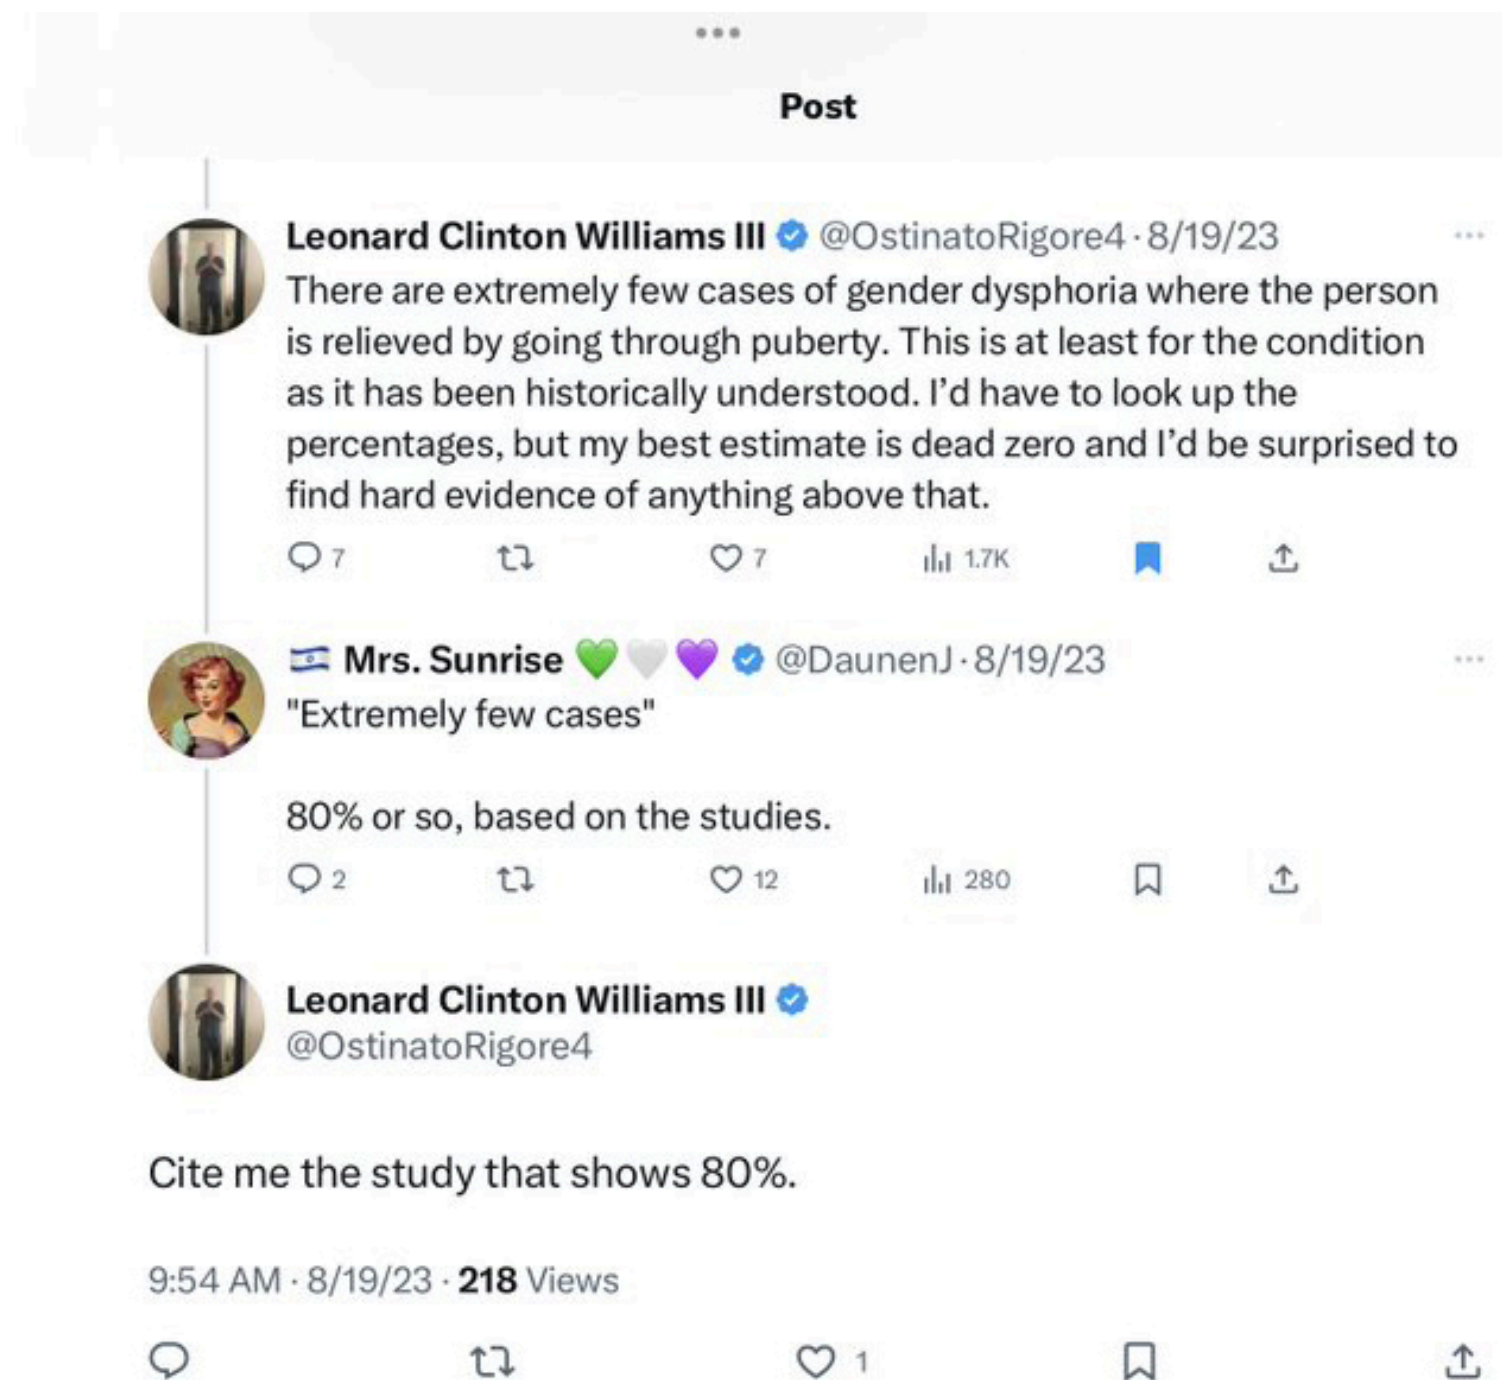 Post
Leonard Clinton Williams III @OstinatoRigore4 · 8/19/23
There are extremely few cases of gender dysphoria where the person
is relieved by going through puberty. This is at least for the condition
as it has been historically understood. I’d have to look up the
percentages, but my best estimate is dead zero and I’d be surprised to
find hard evidence of anything above that.
7 7 1.7K
🇮🇱 Mrs. Sunrise 💚🤍💜 @DaunenJ · 8/19/23
"Extremely few cases"
80% or so, based on the studies.
2 12 280
Leonard Clinton Williams III
@OstinatoRigore4
Cite me the study that shows 80%.
9:54 AM · 8/19/23 · 218 Views
1